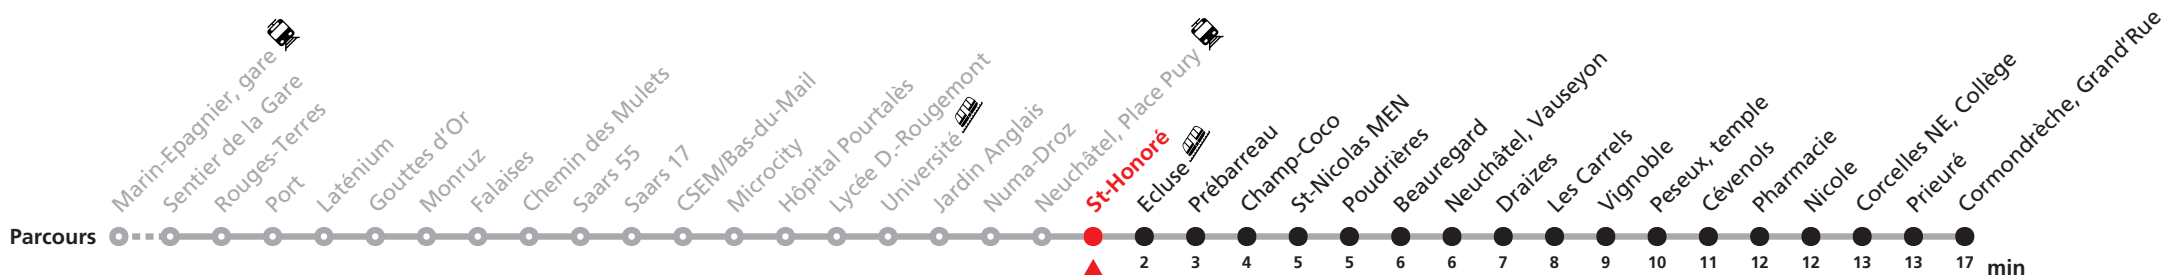 Parcours
Marin-Epagnier, gare
Sentier de la Gare
Rouges-Terres
Port
Laténium
Gouttes d'Or
Monruz
Falaises
Chemin des Mulets
Saars 55
Saars 17
CSEM/Bas-du-Mail
Microcity
Hôpital Pourtalès
Lycée D.-Rougemont
Université
Jardin Anglais
Numa-Droz
Neuchâtel, Place Pury
St-Honoré
Ecluse
Prébarreau
Champ-Coco
St-Nicolas MEN
Poudrières
Beauregard
Neuchâtel, Vauseyon
Draizes
Les Carrels
Vignoble
Peseux, temple
Cévenols
Pharmacie
Nicole
Corcelles NE, Collège
Prieuré
Cormondrèche, Grand'Rue
2 3 4 5 5 6 6 7 8 9 10 11 12 12 13 13 17 min